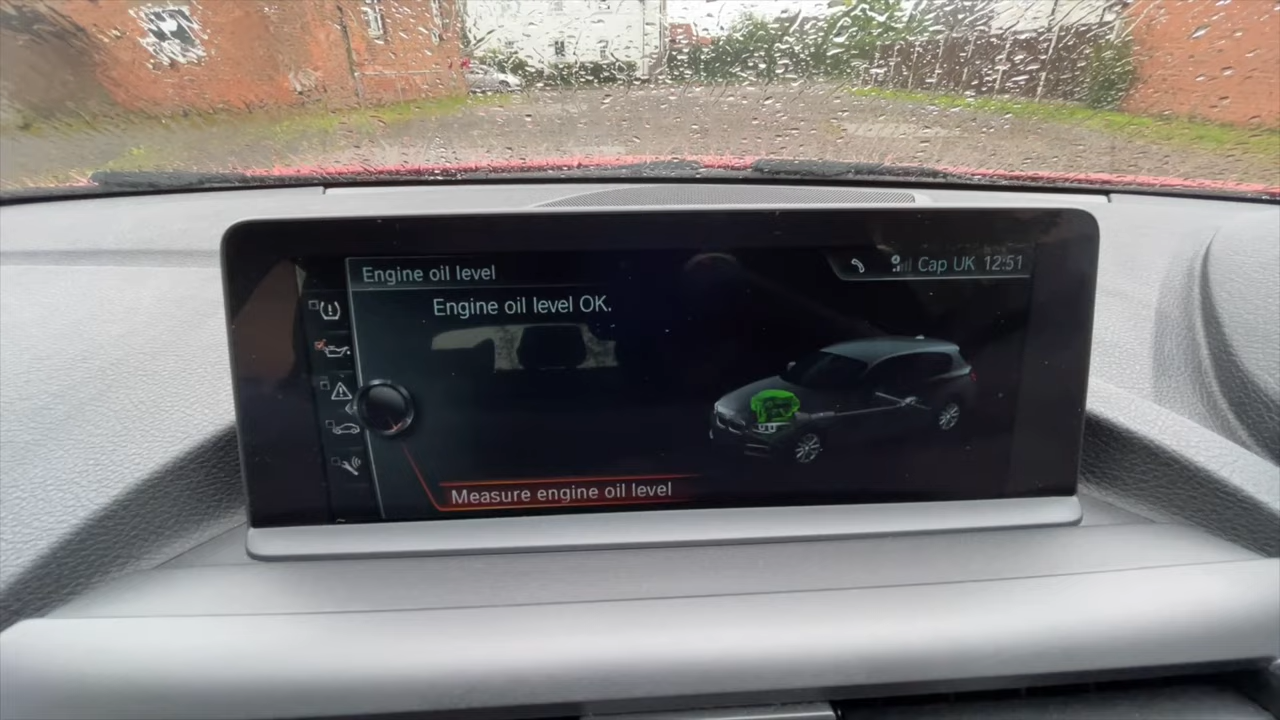 Engine oil level
Cap UK 12:51
Engine oil level OK.
Measure engine oil level